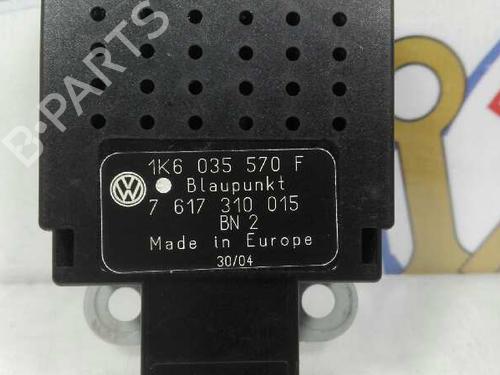 B-PARTS
1K6 035 570 F
Blaupunkt
7 617 310 015
BN 2
Made in Europe
30/04